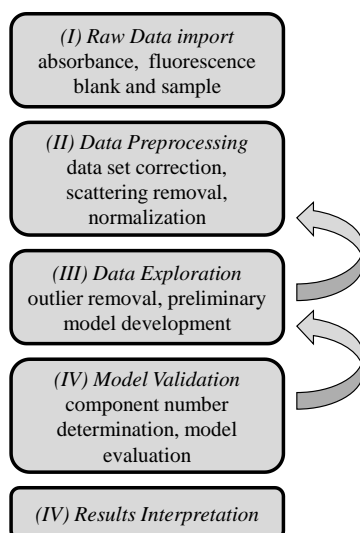 (I) Raw Data import
absorbance, fluorescence
blank and sample
(II) Data Preprocessing
data set correction,
scattering removal,
normalization
(III) Data Exploration
outlier removal, preliminary
model development
(IV) Model Validation
component number
determination, model
evaluation
(IV) Results Interpretation